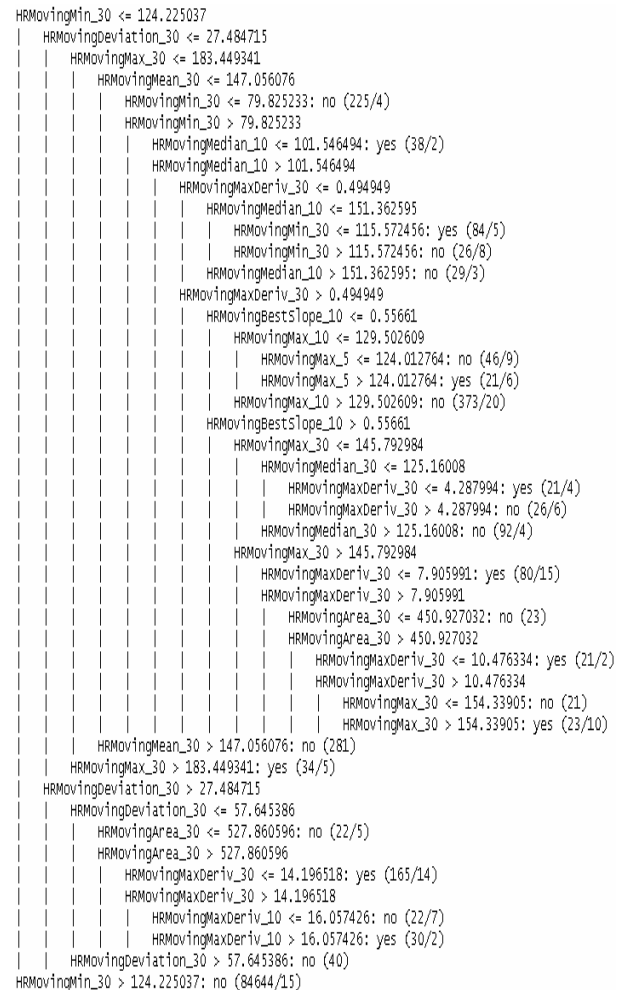 HRMovingMin_30 <= 124.225037
| HRMovingDeviation_30 <= 27.484715
| | HRMovingMax_30 <= 183.449341
| | | HRMovingMean_30 <= 147.056076
| | | | HRMovingMin_30 <= 79.825233: no (225/4)
| | | | HRMovingMin_30 > 79.825233
| | | | | HRMovingMedian_10 <= 101.546494: yes (38/2)
| | | | | HRMovingMedian_10 > 101.546494
| | | | | | HRMovingMaxDeriv_30 <= 0.494949
| | | | | | | HRMovingMedian_10 <= 151.362595
| | | | | | | | HRMovingMin_30 <= 115.572456: yes (84/5)
| | | | | | | | HRMovingMin_30 > 115.572456: no (26/8)
| | | | | | | HRMovingMedian_10 > 151.362595: no (29/3)
| | | | | | HRMovingMaxDeriv_30 > 0.494949
| | | | | | | HRMovingBestSlope_10 <= 0.55661
| | | | | | | | HRMovingMax_10 <= 129.502609
| | | | | | | | | HRMovingMax_5 <= 124.012764: no (46/9)
| | | | | | | | | HRMovingMax_5 > 124.012764: yes (21/6)
| | | | | | | | HRMovingMax_10 > 129.502609: no (373/20)
| | | | | | | HRMovingBestSlope_10 > 0.55661
| | | | | | | | HRMovingMax_30 <= 145.792984
| | | | | | | | | HRMovingMedian_30 <= 125.16008
| | | | | | | | | | HRMovingMaxDeriv_30 <= 4.287994: yes (21/4)
| | | | | | | | | | HRMovingMaxDeriv_30 > 4.287994: no (26/6)
| | | | | | | | | HRMovingMedian_30 > 125.16008: no (92/4)
| | | | | | | | HRMovingMax_30 > 145.792984
| | | | | | | | | HRMovingMaxDeriv_30 <= 7.905991: yes (80/15)
| | | | | | | | | HRMovingMaxDeriv_30 > 7.905991
| | | | | | | | | | HRMovingArea_30 <= 450.927032: no (23)
| | | | | | | | | | HRMovingArea_30 > 450.927032
| | | | | | | | | | | HRMovingMaxDeriv_30 <= 10.476334: yes (21/2)
| | | | | | | | | | | HRMovingMaxDeriv_30 > 10.476334
| | | | | | | | | | | | HRMovingMax_30 <= 154.33905: no (21)
| | | | | | | | | | | | HRMovingMax_30 > 154.33905: yes (23/10)
| | | HRMovingMean_30 > 147.056076: no (281)
| | HRMovingMax_30 > 183.449341: yes (34/5)
| HRMovingDeviation_30 > 27.484715
| | HRMovingDeviation_30 <= 57.645386
| | | HRMovingArea_30 <= 527.860596: no (22/5)
| | | HRMovingArea_30 > 527.860596
| | | | HRMovingMaxDeriv_30 <= 14.196518: yes (165/14)
| | | | HRMovingMaxDeriv_30 > 14.196518
| | | | | HRMovingMaxDeriv_10 <= 16.057426: no (22/7)
| | | | | HRMovingMaxDeriv_10 > 16.057426: yes (30/2)
| | HRMovingDeviation_30 > 57.645386: no (40)
HRMovingMin_30 > 124.225037: no (84644/15)